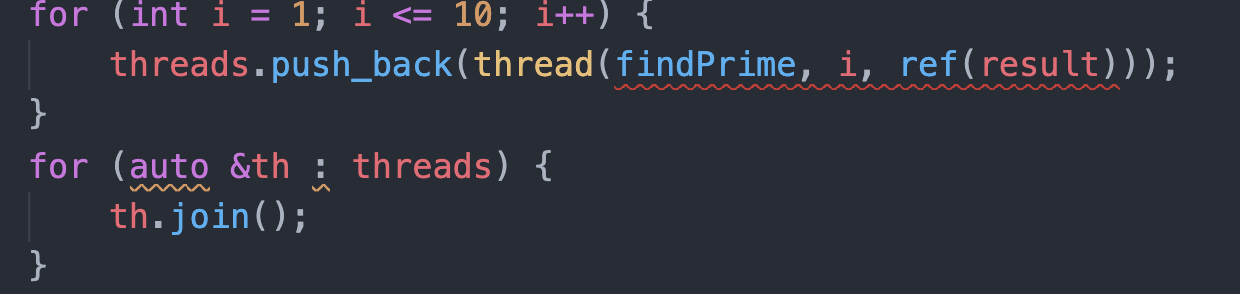 for (int i = 1; i <= 10; i++) {
    threads.push_back(thread(findPrime, i, ref(result)));
}
for (auto &th : threads) {
    th.join();
}